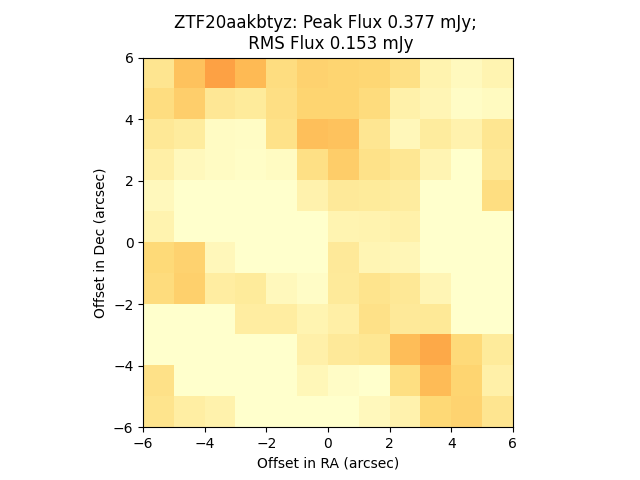 ZTF20aakbtyz: Peak Flux 0.377 mJy;
RMS Flux 0.153 mJy
6
4
2
0
−2
−4
−6
Offset in Dec (arcsec)
−6 −4 −2 0 2 4 6
Offset in RA (arcsec)